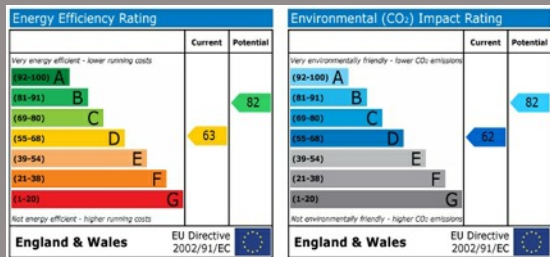 Energy Efficiency Rating
Current Potential
Very energy efficient - lower running costs
(92-100) A
(81-91) B
(69-80) C
(55-68) D
(39-54) E
(21-38) F
(1-20) G
63
82
Not energy efficient - higher running costs
England & Wales
EU Directive
2002/91/EC
Environmental (CO₂) Impact Rating
Current Potential
Very environmentally friendly - lower CO₂ emissions
(92-100) A
(81-91) B
(69-80) C
(55-68) D
(39-54) E
(21-38) F
(1-20) G
62
82
Not environmentally friendly - higher CO₂ emissions
England & Wales
EU Directive
2002/91/EC